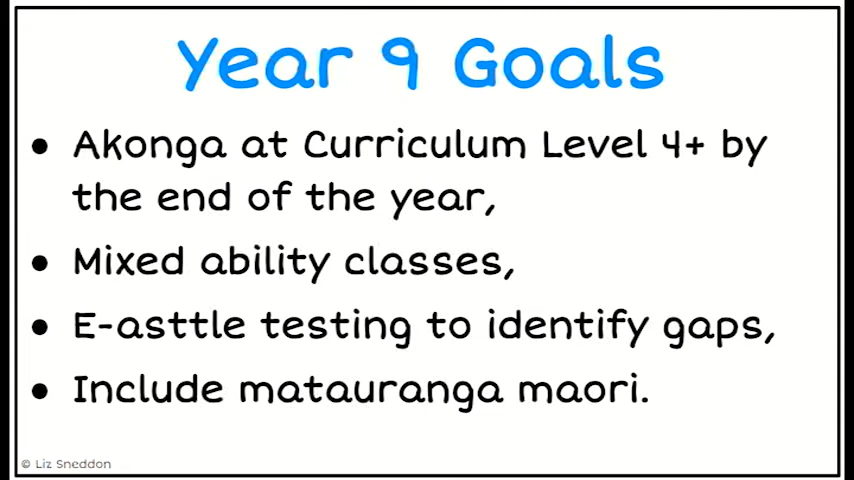 Year 9 Goals
● Akonga at Curriculum Level 4+ by
the end of the year,
● Mixed ability classes,
● E-asttle testing to identify gaps,
● Include matauranga maori.
© Liz Sneddon